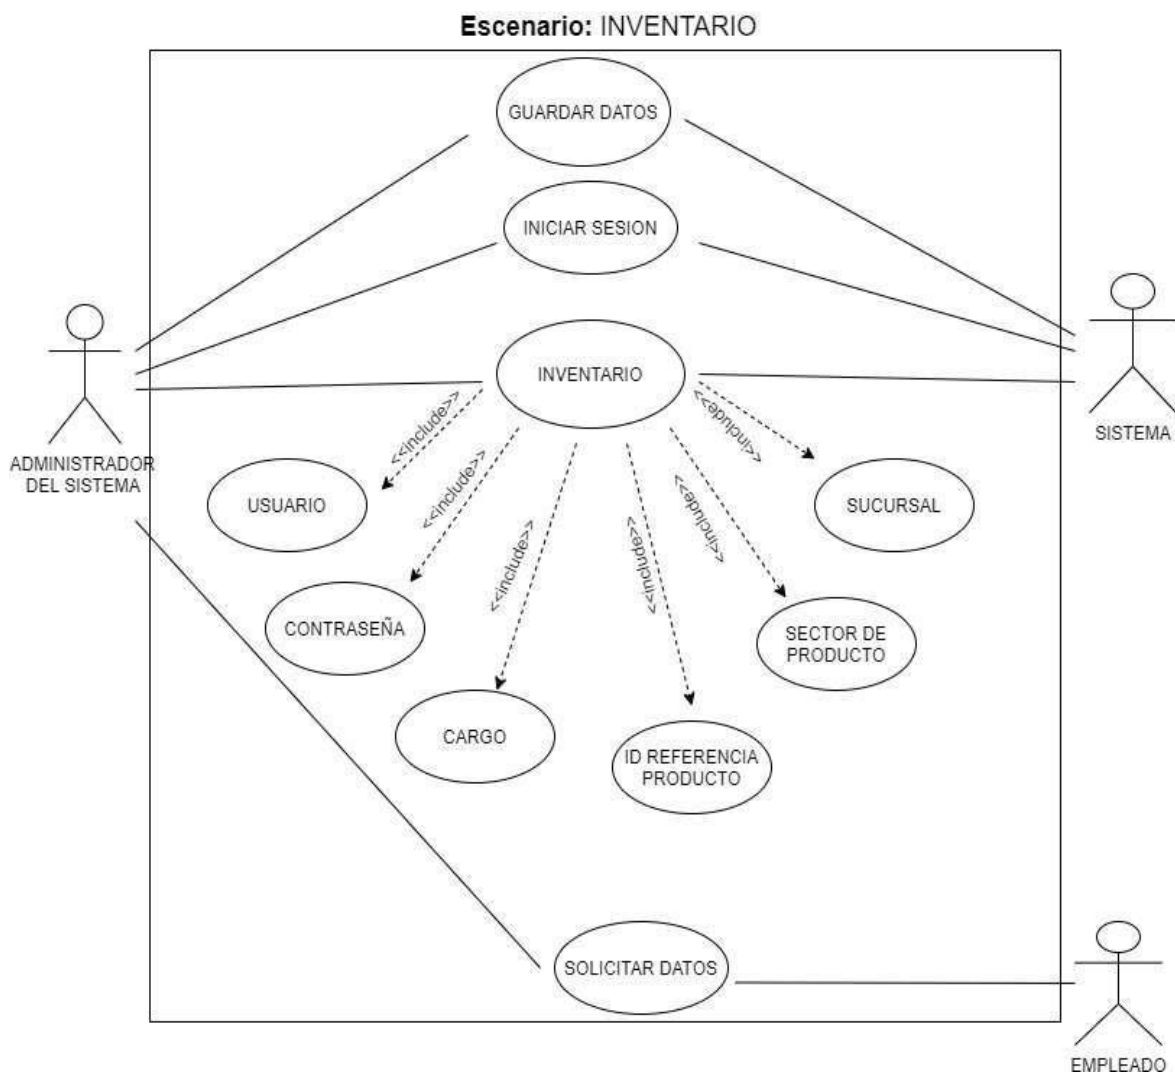 Escenario: INVENTARIO
GUARDAR DATOS
INICIAR SESION
INVENTARIO
ADMINISTRADOR
DEL SISTEMA
SISTEMA
<<include>>
<<include>>
<<include>>
<<include>>
<<include>>
<<include>>
USUARIO
SUCURSAL
CONTRASEÑA
SECTOR DE
PRODUCTO
CARGO
ID REFERENCIA
PRODUCTO
SOLICITAR DATOS
EMPLEADO